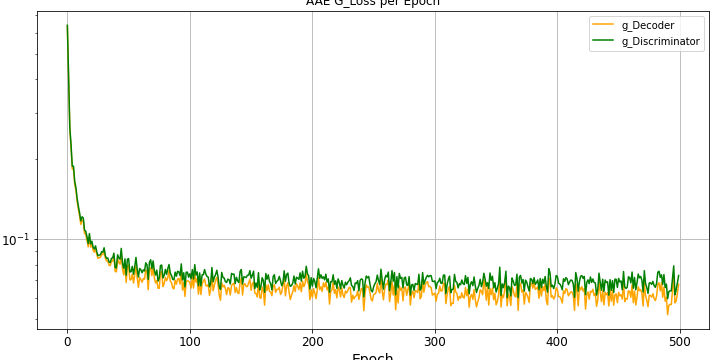 AAE G_Loss per Epoch
g_Decoder
g_Discriminator
10⁻¹
0 100 200 300 400 500
Epoch